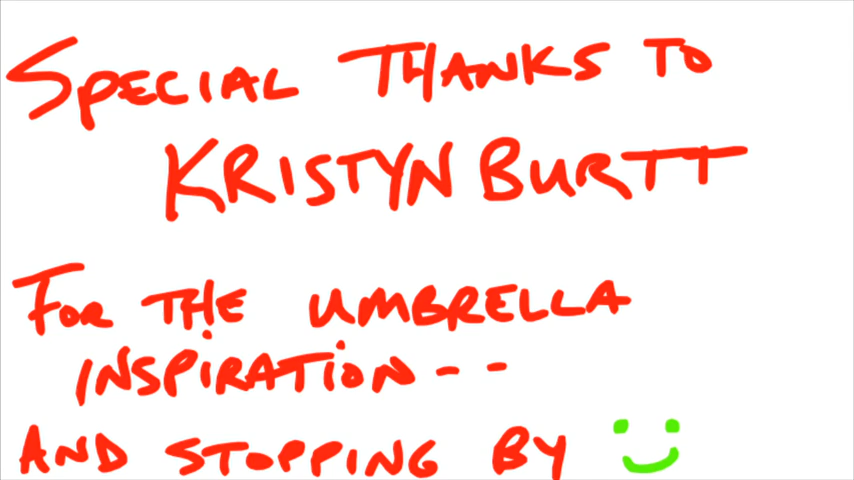 SPECIAL THANKS TO
KRISTYN BURTT
FOR THE UMBRELLA
INSPIRATION--
AND STOPPING BY